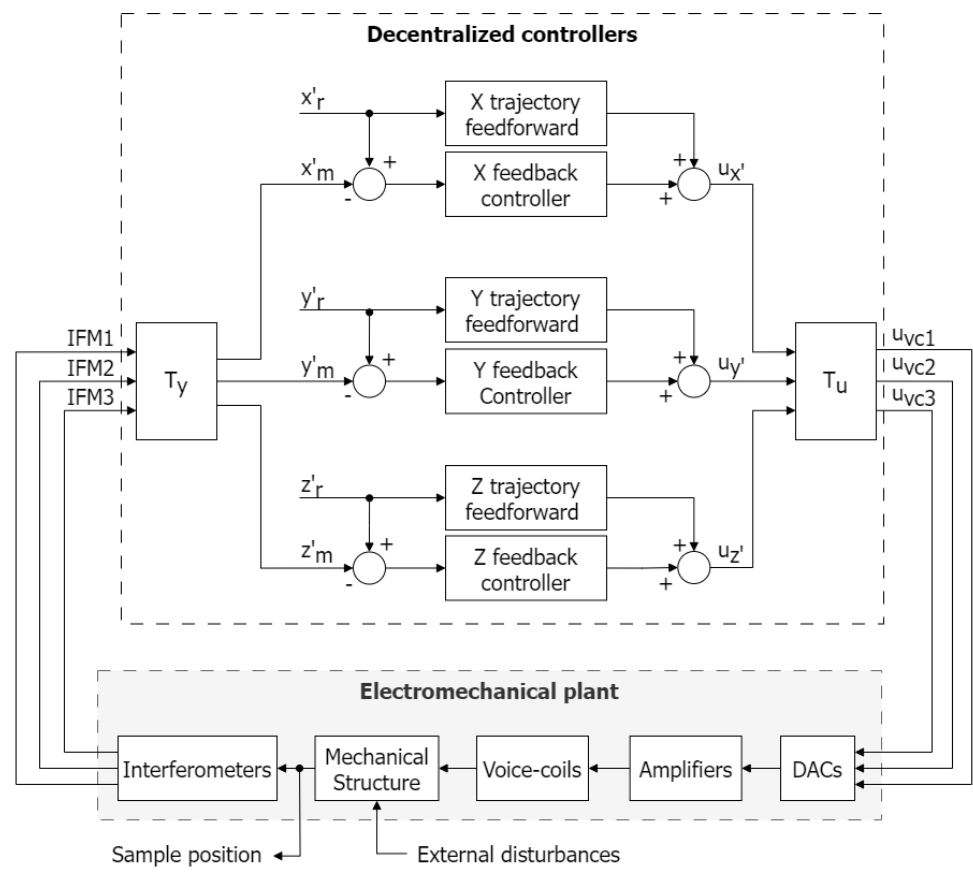 Decentralized controllers
x'r
X trajectory
feedforward
+
+
x'm
-
X feedback
controller
+
ux'
y'r
Y trajectory
feedforward
+
+
y'm
-
Y feedback
Controller
+
uy'
IFM1
IFM2
IFM3
Ty
Tu
uvc1
uvc2
uvc3
z'r
Z trajectory
feedforward
+
+
z'm
-
Z feedback
controller
+
uz'
Electromechanical plant
Interferometers
Mechanical
Structure
Voice-coils
Amplifiers
DACs
Sample position
External disturbances